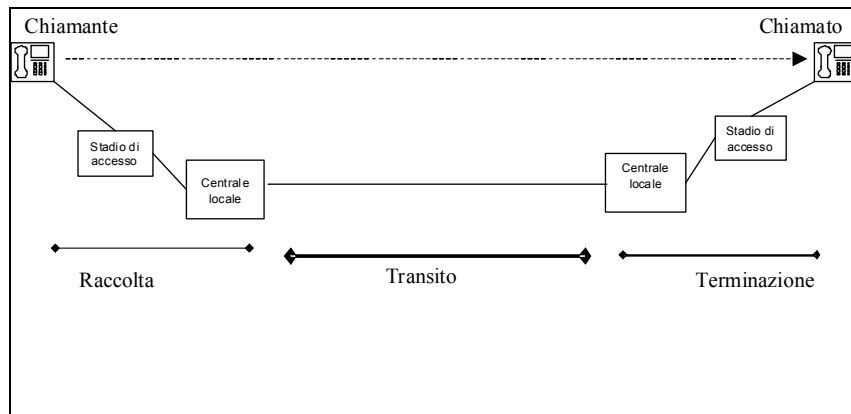 Chiamante
Chiamato
Stadio di
accesso
Centrale
locale
Centrale
locale
Stadio di
accesso
Raccolta
Transito
Terminazione